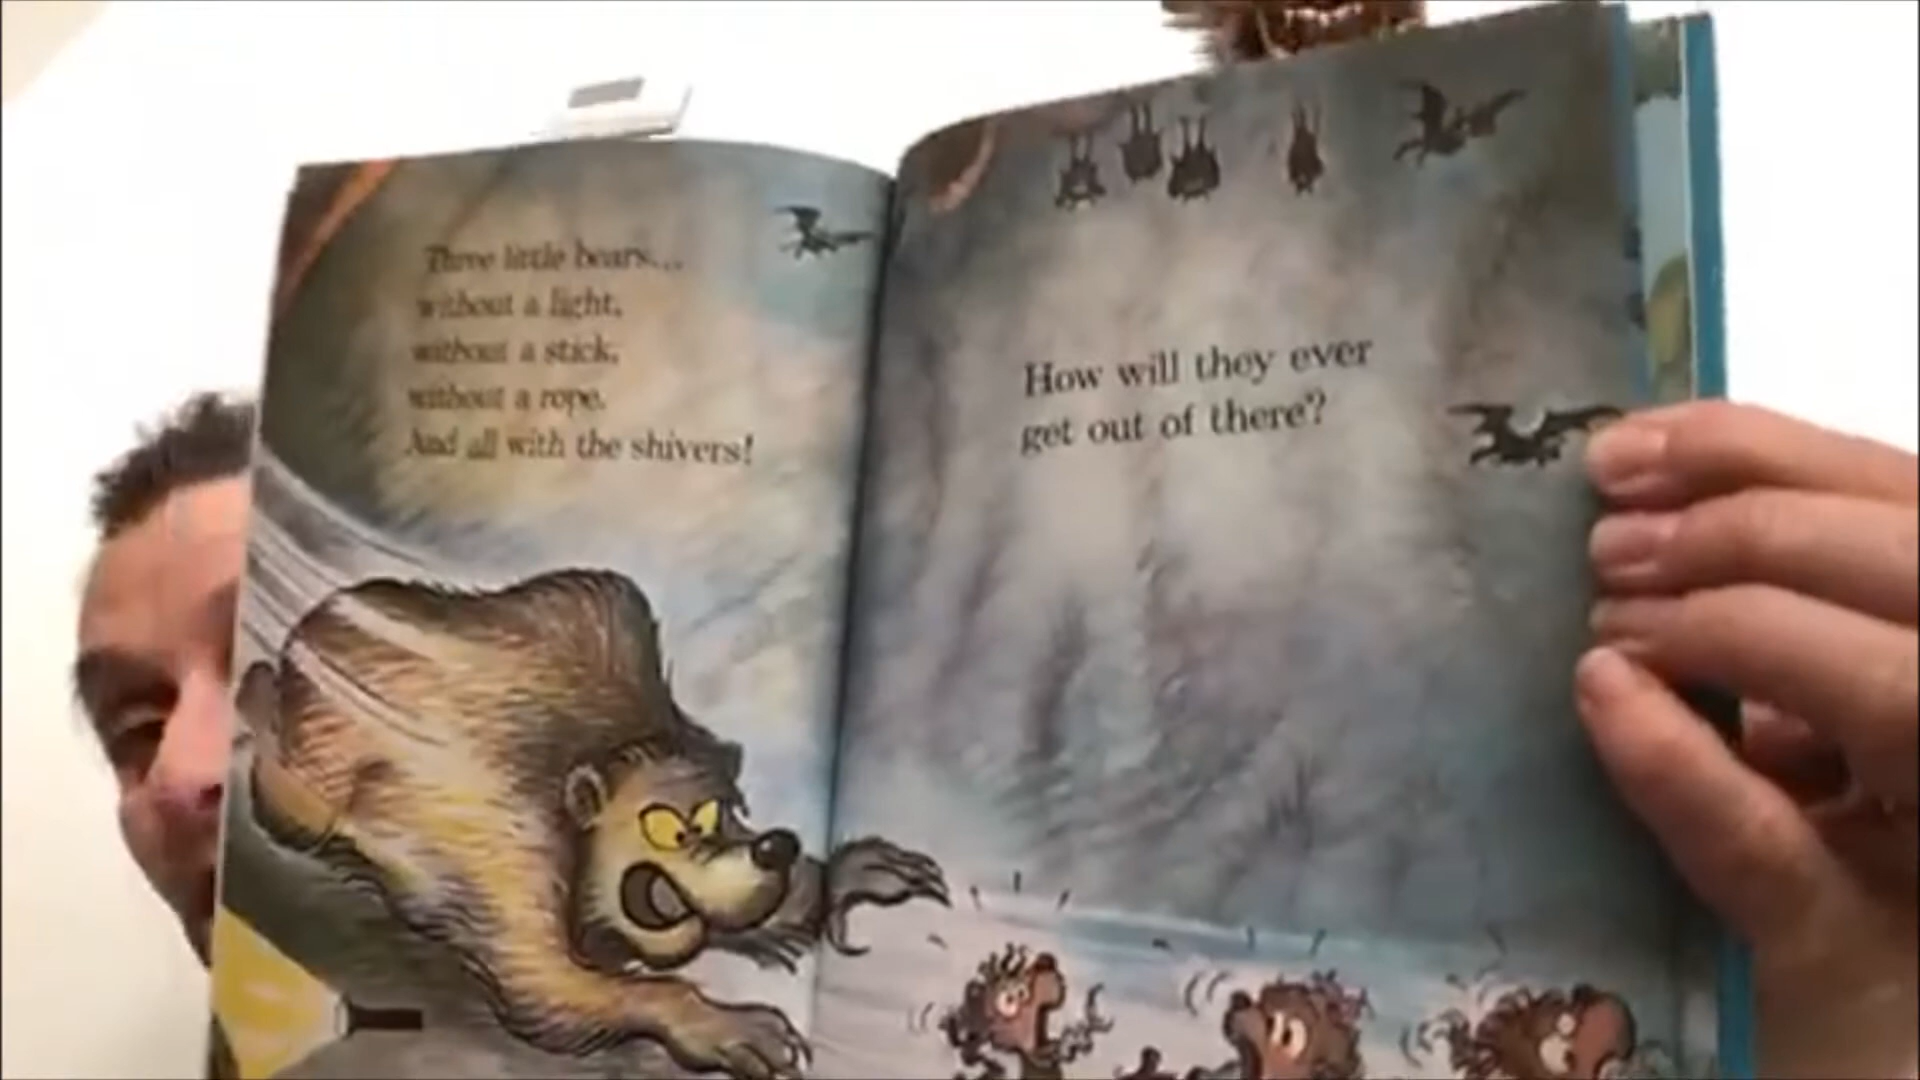 Three little bears...
without a light,
without a stick,
without a rope.
And all with the shivers!
How will they ever
get out of there?